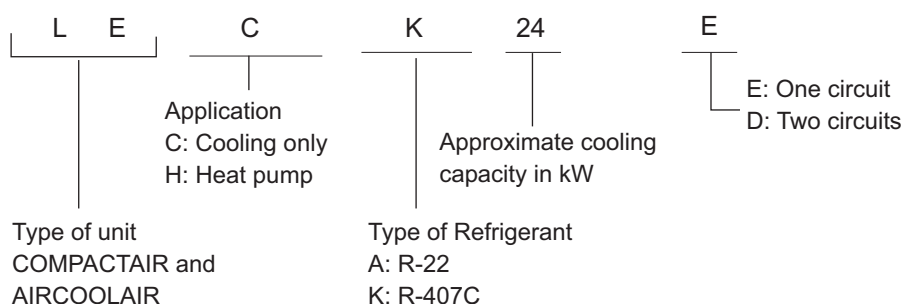 L E C K 24 E
E: One circuit
D: Two circuits
Application
C: Cooling only
H: Heat pump
Approximate cooling
capacity in kW
Type of unit
COMPACTAIR and
AIRCOOLAIR
Type of Refrigerant
A: R-22
K: R-407C